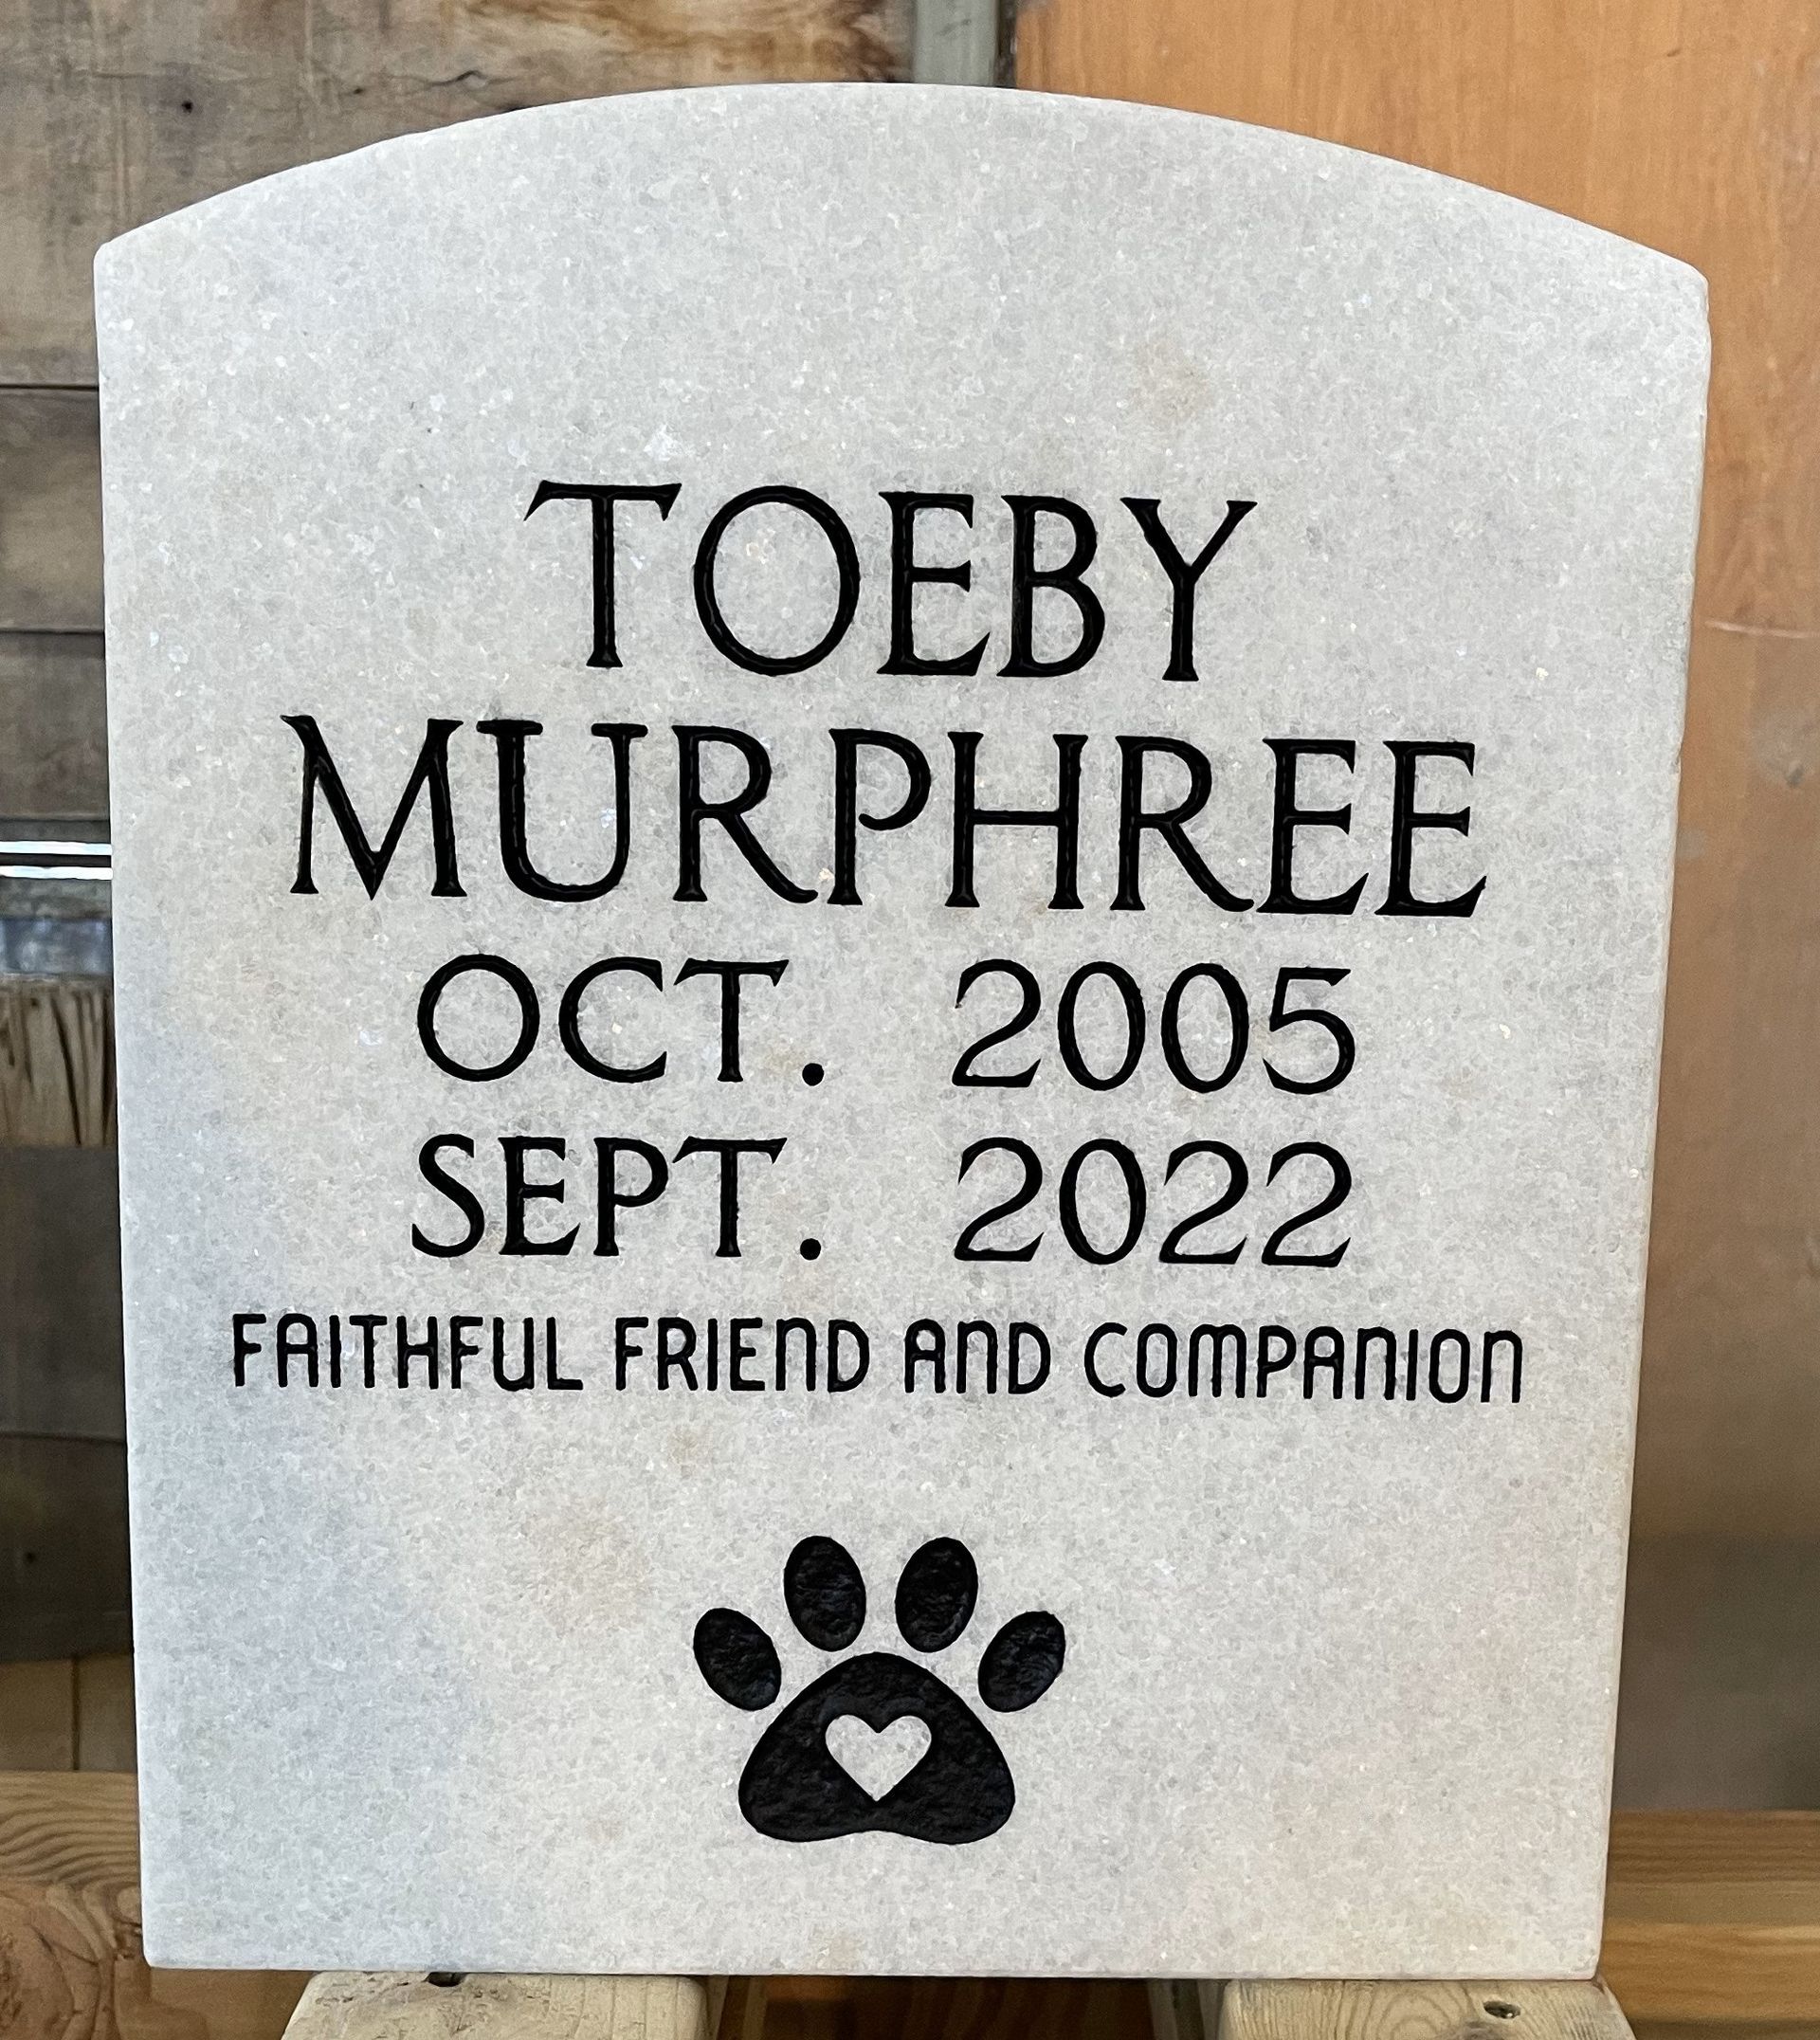 TOEBY
MURPHREE
OCT. 2005
SEPT. 2022
FAITHFUL FRIEND AND COMPANION